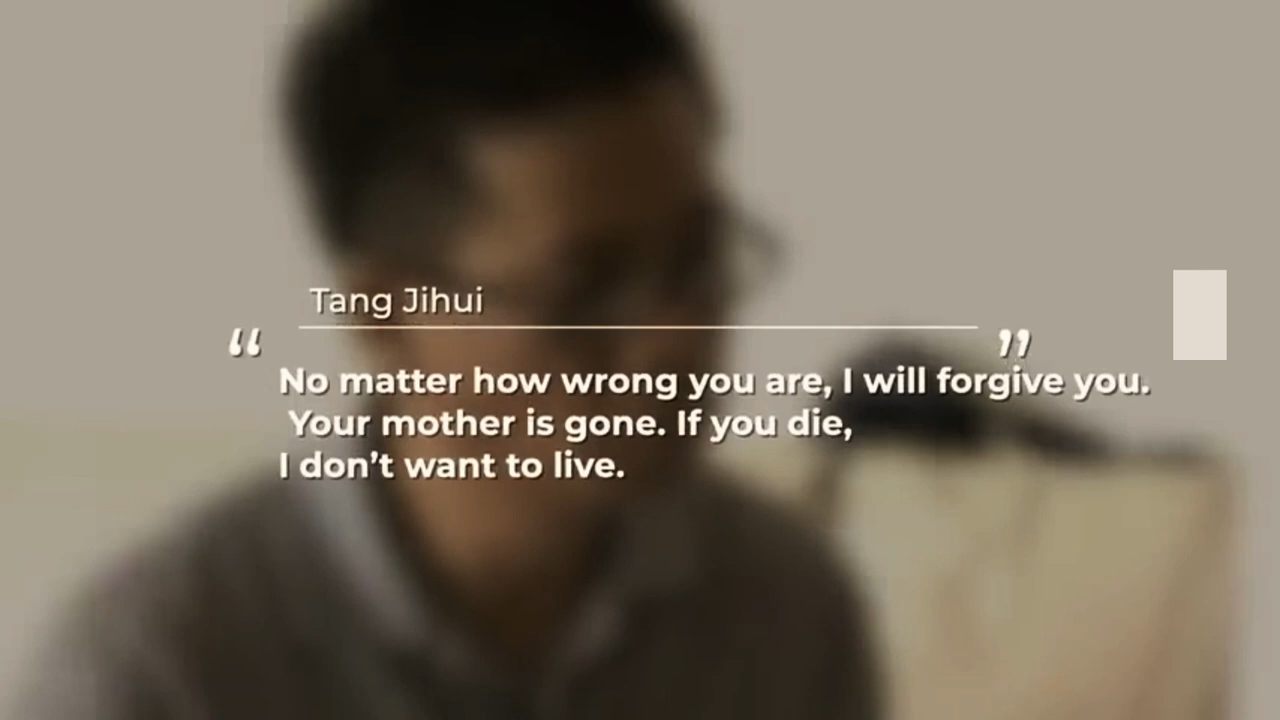 Tang Jihui
“ ”
No matter how wrong you are, I will forgive you.
Your mother is gone. If you die,
I don’t want to live.